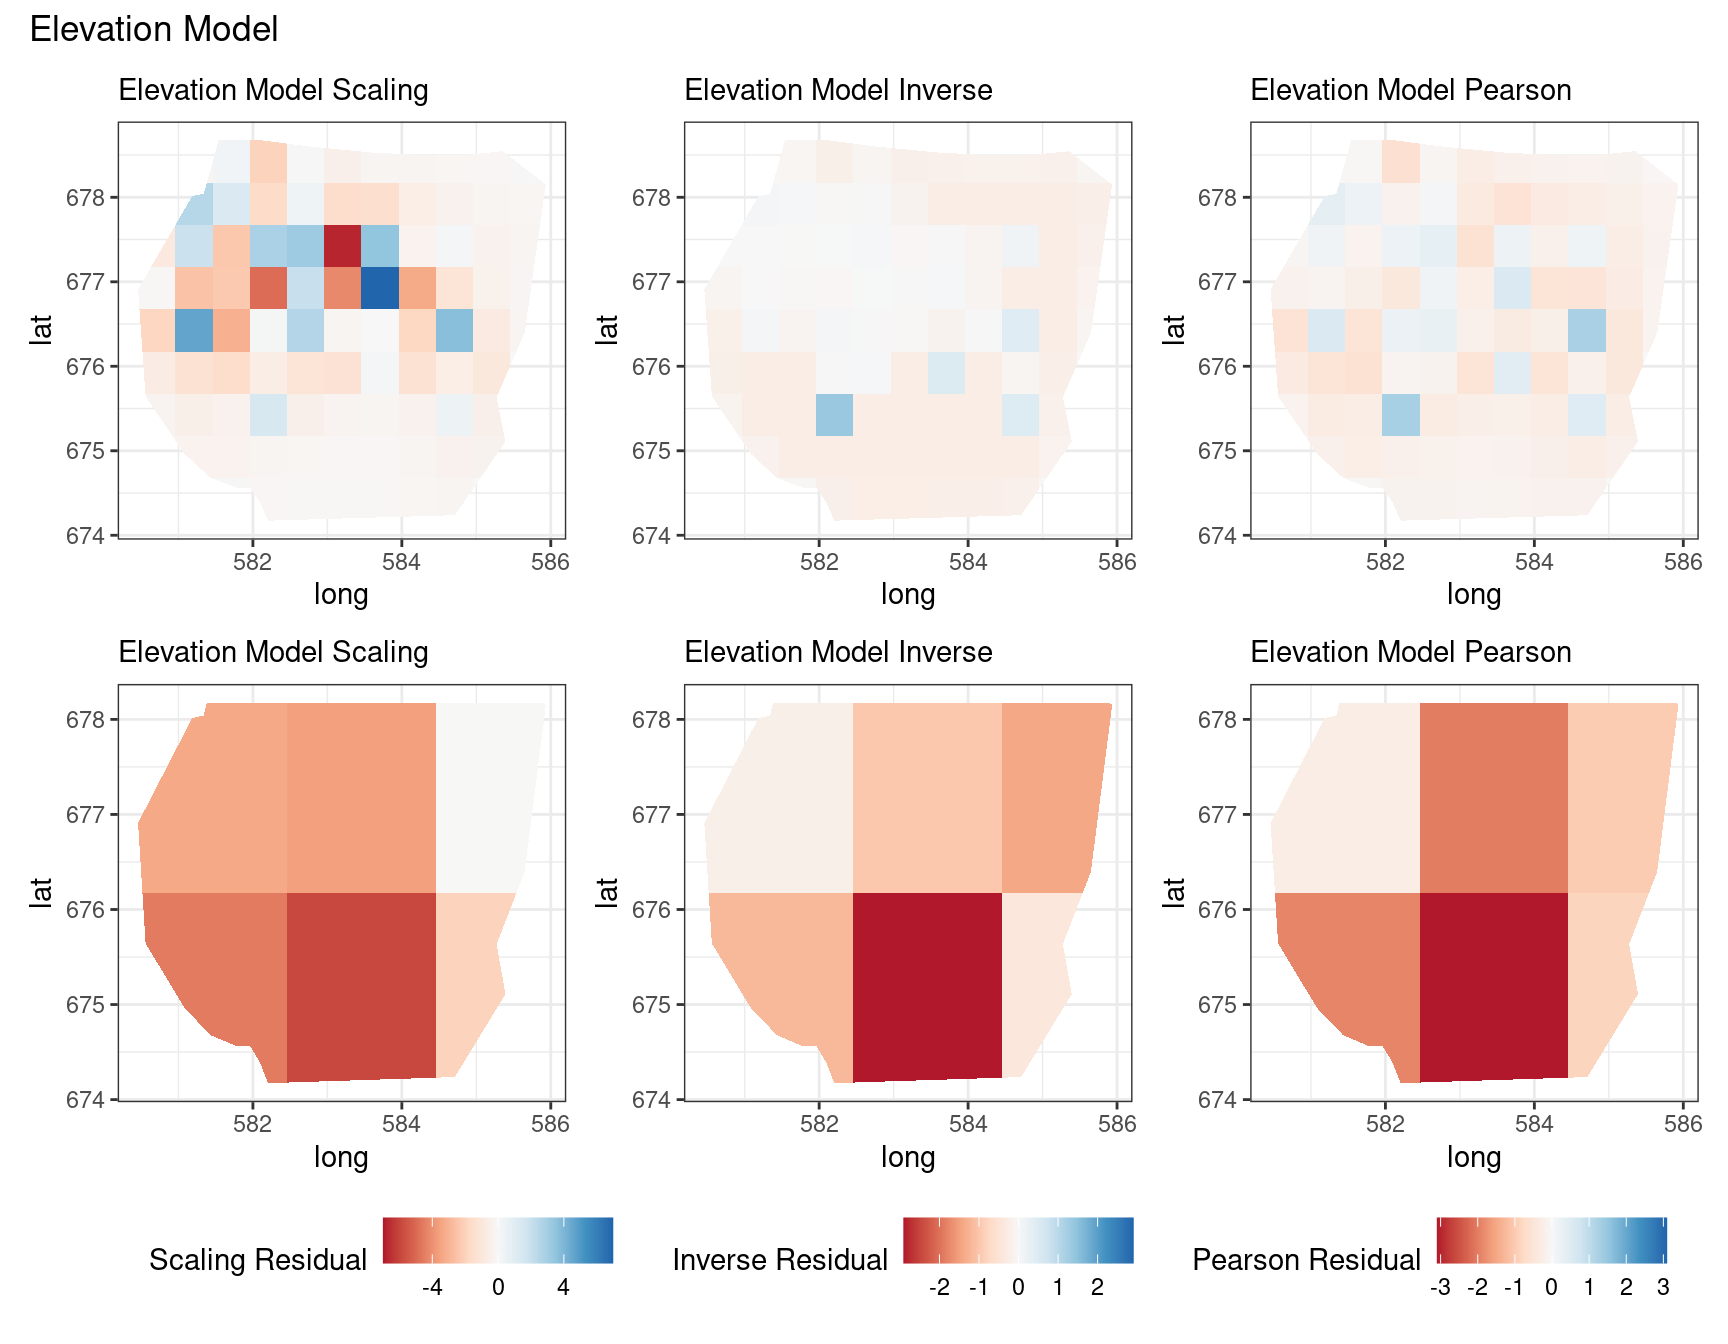 Elevation Model
Elevation Model Scaling
Elevation Model Inverse
Elevation Model Pearson
678
677
676
675
674
lat
582
584
586
long
678
677
676
675
674
lat
582
584
586
long
678
677
676
675
674
lat
582
584
586
long
Elevation Model Scaling
Elevation Model Inverse
Elevation Model Pearson
678
677
676
675
674
lat
582
584
586
long
678
677
676
675
674
lat
582
584
586
long
678
677
676
675
674
lat
582
584
586
long
Scaling Residual
-4 0 4
Inverse Residual
-2 -1 0 1 2
Pearson Residual
-3 -2 -1 0 1 2 3